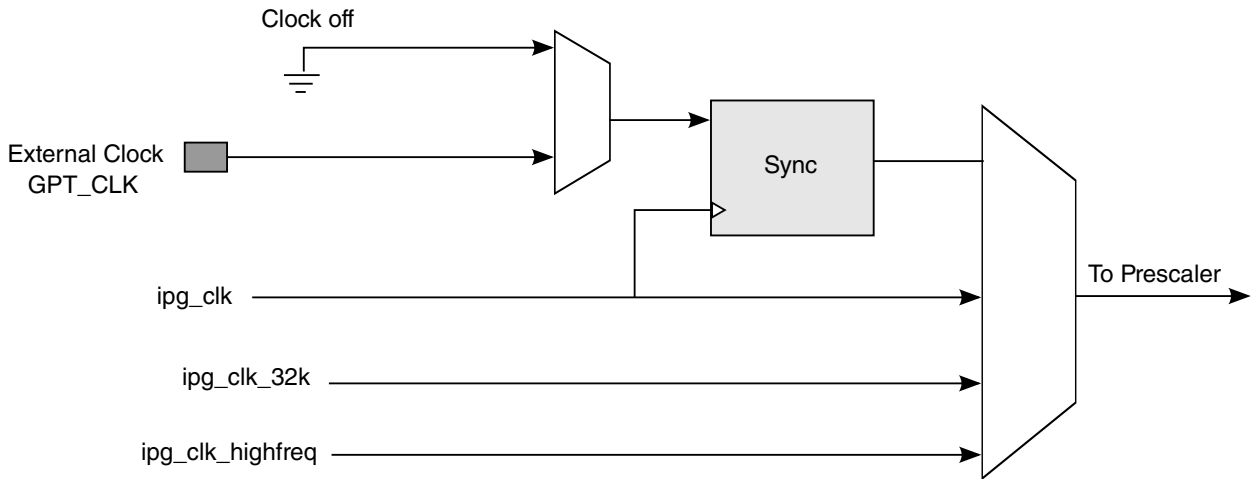 Clock off
External Clock
GPT_CLK
Sync
ipg_clk
To Prescaler
ipg_clk_32k
ipg_clk_highfreq